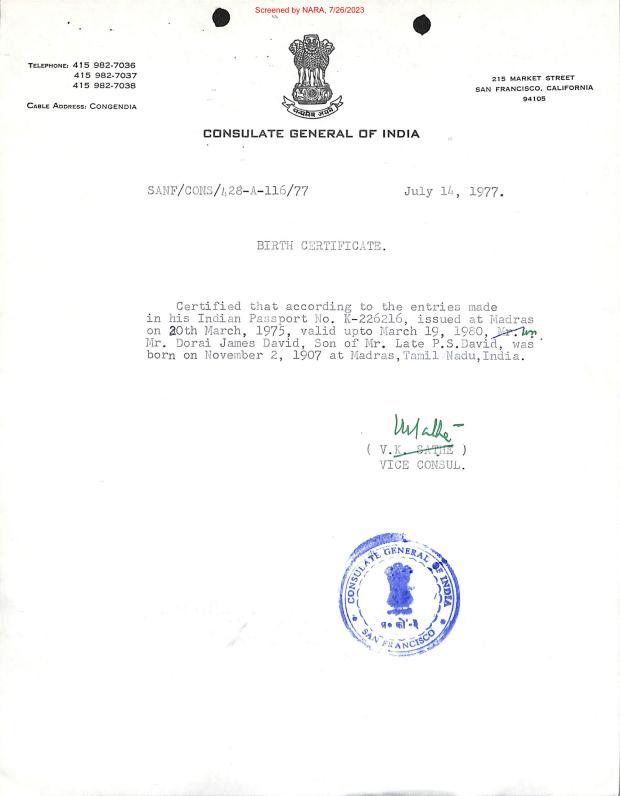 Screened by NARA, 7/26/2023
TELEPHONE: 415 982-7036
415 982-7037
415 982-7038
CABLE ADDRESS: CONGENDIA
215 MARKET STREET
SAN FRANCISCO, CALIFORNIA
94105
सत्यमेव जयते
CONSULATE GENERAL OF INDIA
SANF/CONS/428-A-116/77
July 14, 1977.
BIRTH CERTIFICATE.
Certified that according to the entries made
in his Indian Passport No. K-226216, issued at Madras
on 20th March, 1975, valid upto March 19, 1980, Mr.
Mr. Dorai James David, Son of Mr. Late P.S.David, was
born on November 2, 1907 at Madras,Tamil Nadu,India.
( V.K. SATHE )
VICE CONSUL.
CONSULATE GENERAL OF INDIA
SAN FRANCISCO